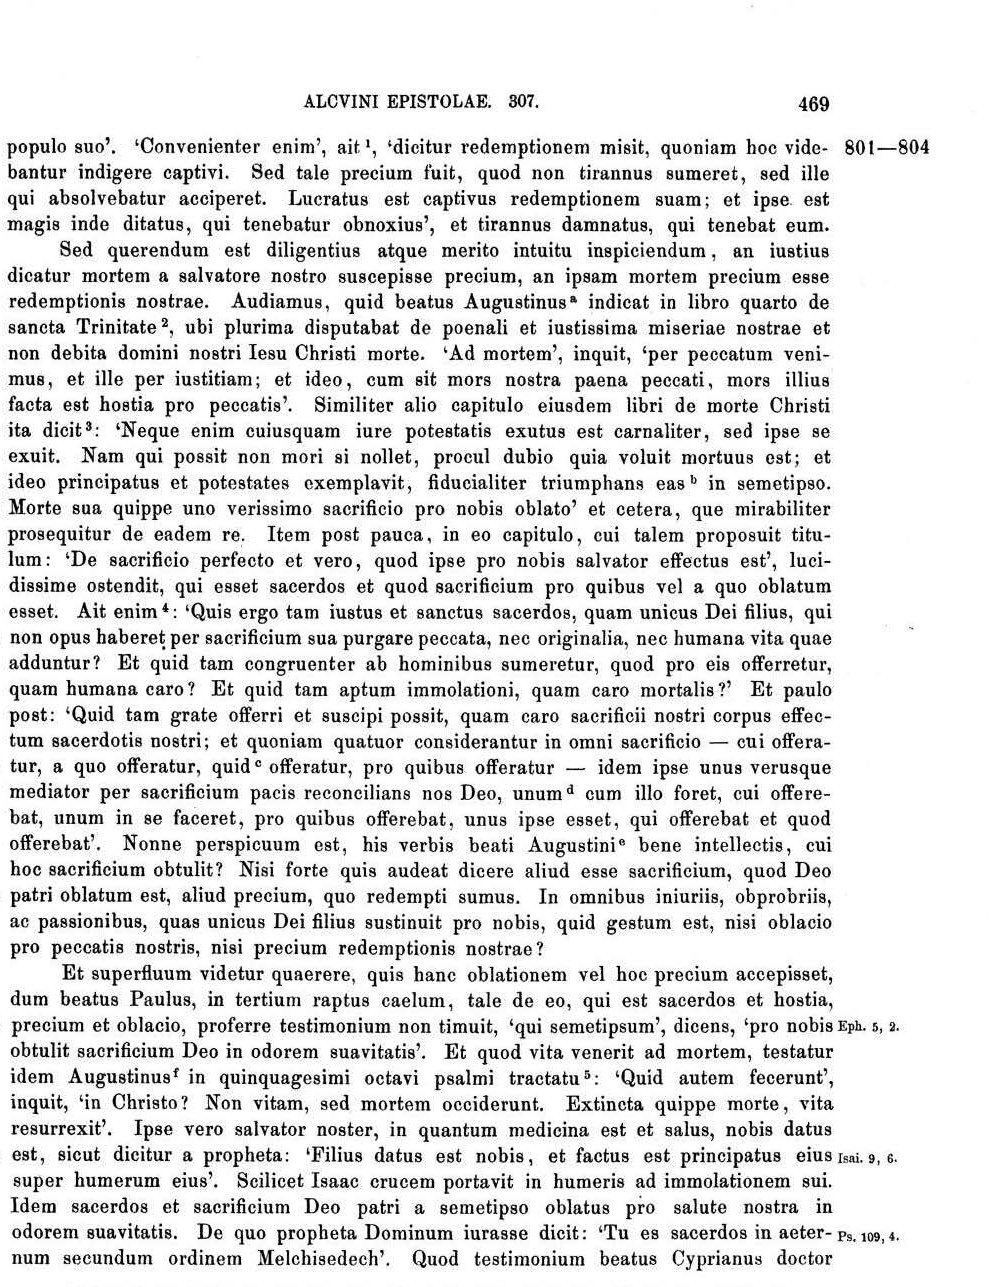 ALCVINI EPISTOLAE. 307. 469
populo suo’. ‘Convenienter enim’, ait ¹, ‘dicitur redemptionem misit, quoniam hoc vide- 801—804
bantur indigere captivi. Sed tale precium fuit, quod non tirannus sumeret, sed ille
qui absolvebatur acciperet. Lucratus est captivus redemptionem suam; et ipse est
magis inde ditatus, qui tenebatur obnoxius’, et tirannus damnatus, qui tenebat eum.
Sed querendum est diligentius atque merito intuitu inspiciendum, an iustius
dicatur mortem a salvatore nostro suscepisse precium, an ipsam mortem precium esse
redemptionis nostrae. Audiamus, quid beatus Augustinusᵃ indicat in libro quarto de
sancta Trinitate ², ubi plurima disputabat de poenali et iustissima miseriae nostrae et
non debita domini nostri Iesu Christi morte. ‘Ad mortem’, inquit, ‘per peccatum veni-
mus, et ille per iustitiam; et ideo, cum sit mors nostra paena peccati, mors illius
facta est hostia pro peccatis’. Similiter alio capitulo eiusdem libri de morte Christi
ita dicit³: ‘Neque enim cuiusquam iure potestatis exutus est carnaliter, sed ipse se
exuit. Nam qui possit non mori si nollet, procul dubio quia voluit mortuus est; et
ideo principatus et potestates exemplavit, fiducialiter triumphans eas ᵇ in semetipso.
Morte sua quippe uno verissimo sacrificio pro nobis oblato’ et cetera, que mirabiliter
prosequitur de eadem re. Item post pauca, in eo capitulo, cui talem proposuit titu-
lum: ‘De sacrificio perfecto et vero, quod ipse pro nobis salvator effectus est’, luci-
dissime ostendit, qui esset sacerdos et quod sacrificium pro quibus vel a quo oblatum
esset. Ait enim ⁴: ‘Quis ergo tam iustus et sanctus sacerdos, quam unicus Dei filius, qui
non opus haberet per sacrificium sua purgare peccata, nec originalia, nec humana vita quae
adduntur? Et quid tam congruenter ab hominibus sumeretur, quod pro eis offerretur,
quam humana caro? Et quid tam aptum immolationi, quam caro mortalis?’ Et paulo
post: ‘Quid tam grate offerri et suscipi possit, quam caro sacrificii nostri corpus effec-
tum sacerdotis nostri; et quoniam quatuor considerantur in omni sacrificio — cui offera-
tur, a quo offeratur, quid ᶜ offeratur, pro quibus offeratur — idem ipse unus verusque
mediator per sacrificium pacis reconcilians nos Deo, unum ᵈ cum illo foret, cui offere-
bat, unum in se faceret, pro quibus offerebat, unus ipse esset, qui offerebat et quod
offerebat’. Nonne perspicuum est, his verbis beati Augustiniᵉ bene intellectis, cui
hoc sacrificium obtulit? Nisi forte quis audeat dicere aliud esse sacrificium, quod Deo
patri oblatum est, aliud precium, quo redempti sumus. In omnibus iniuriis, obprobriis,
ac passionibus, quas unicus Dei filius sustinuit pro nobis, quid gestum est, nisi oblacio
pro peccatis nostris, nisi precium redemptionis nostrae?
Et superfluum videtur quaerere, quis hanc oblationem vel hoc precium accepisset,
dum beatus Paulus, in tertium raptus caelum, tale de eo, qui est sacerdos et hostia,
precium et oblacio, proferre testimonium non timuit, ‘qui semetipsum’, dicens, ‘pro nobis Eph. 5, 2.
obtulit sacrificium Deo in odorem suavitatis’. Et quod vita venerit ad mortem, testatur
idem Augustinusᶠ in quinquagesimi octavi psalmi tractatu ⁵: ‘Quid autem fecerunt’,
inquit, ‘in Christo? Non vitam, sed mortem occiderunt. Extincta quippe morte, vita
resurrexit’. Ipse vero salvator noster, in quantum medicina est et salus, nobis datus
est, sicut dicitur a propheta: ‘Filius datus est nobis, et factus est principatus eius Isai. 9, 6.
super humerum eius’. Scilicet Isaac crucem portavit in humeris ad immolationem sui.
Idem sacerdos et sacrificium Deo patri a semetipso oblatus pro salute nostra in
odorem suavitatis. De quo propheta Dominum iurasse dicit: ‘Tu es sacerdos in aeter- Ps. 109, 4.
num secundum ordinem Melchisedech’. Quod testimonium beatus Cyprianus doctor